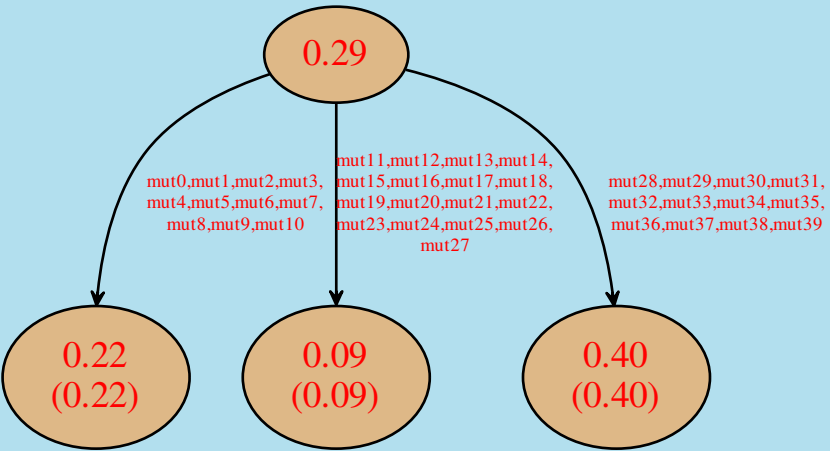 0.29
mut0,mut1,mut2,mut3,
mut4,mut5,mut6,mut7,
mut8,mut9,mut10
mut11,mut12,mut13,mut14,
mut15,mut16,mut17,mut18,
mut19,mut20,mut21,mut22,
mut23,mut24,mut25,mut26,
mut27
mut28,mut29,mut30,mut31,
mut32,mut33,mut34,mut35,
mut36,mut37,mut38,mut39
0.22
(0.22)
0.09
(0.09)
0.40
(0.40)